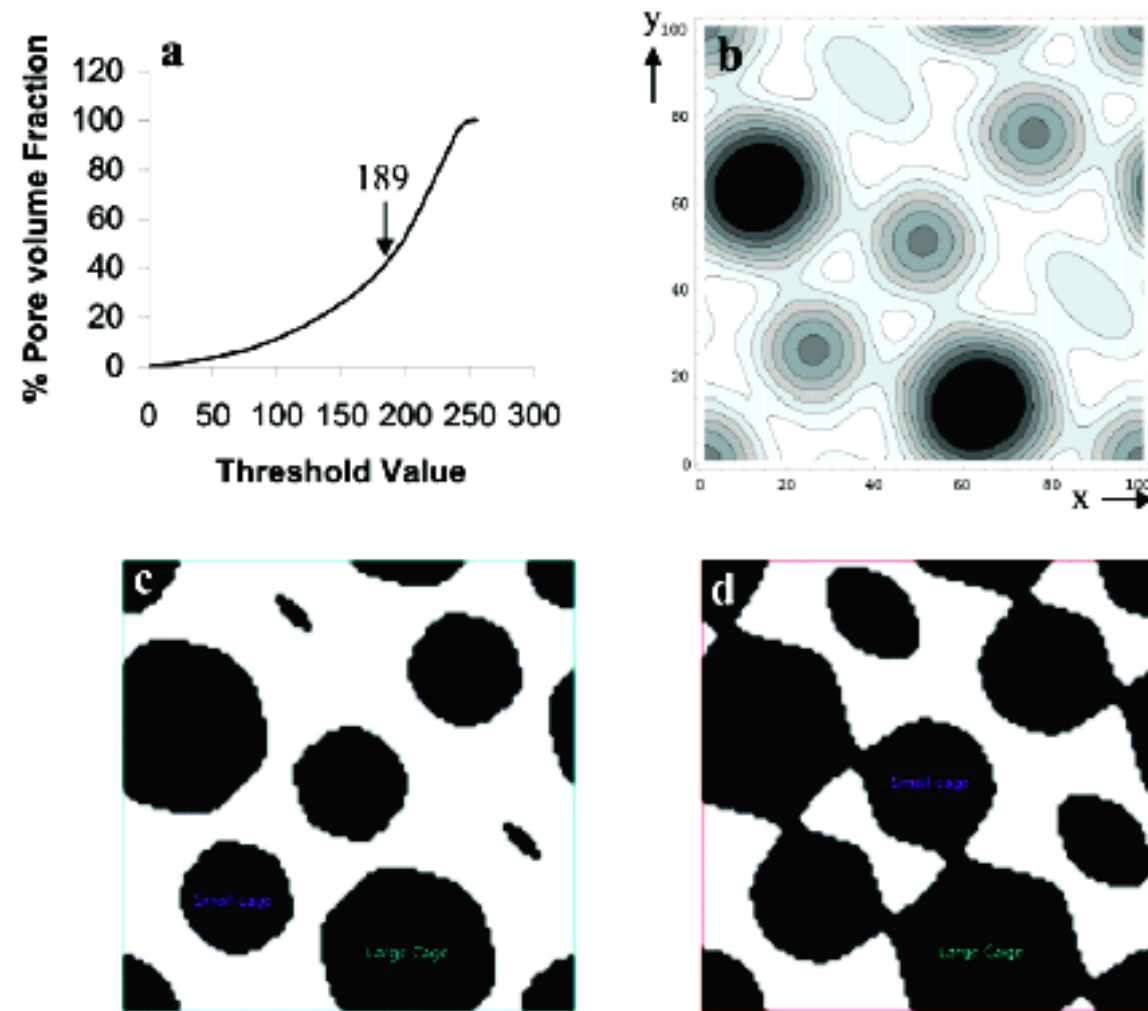 a
% Pore volume Fraction
120
100
80
60
40
20
0
189
0 50 100 150 200 250 300
Threshold Value
b
y
100
80
60
40
20
0
0 20 40 60 80 100
x
c
Small Cage
Large Cage
d
Small cage
Large Cage